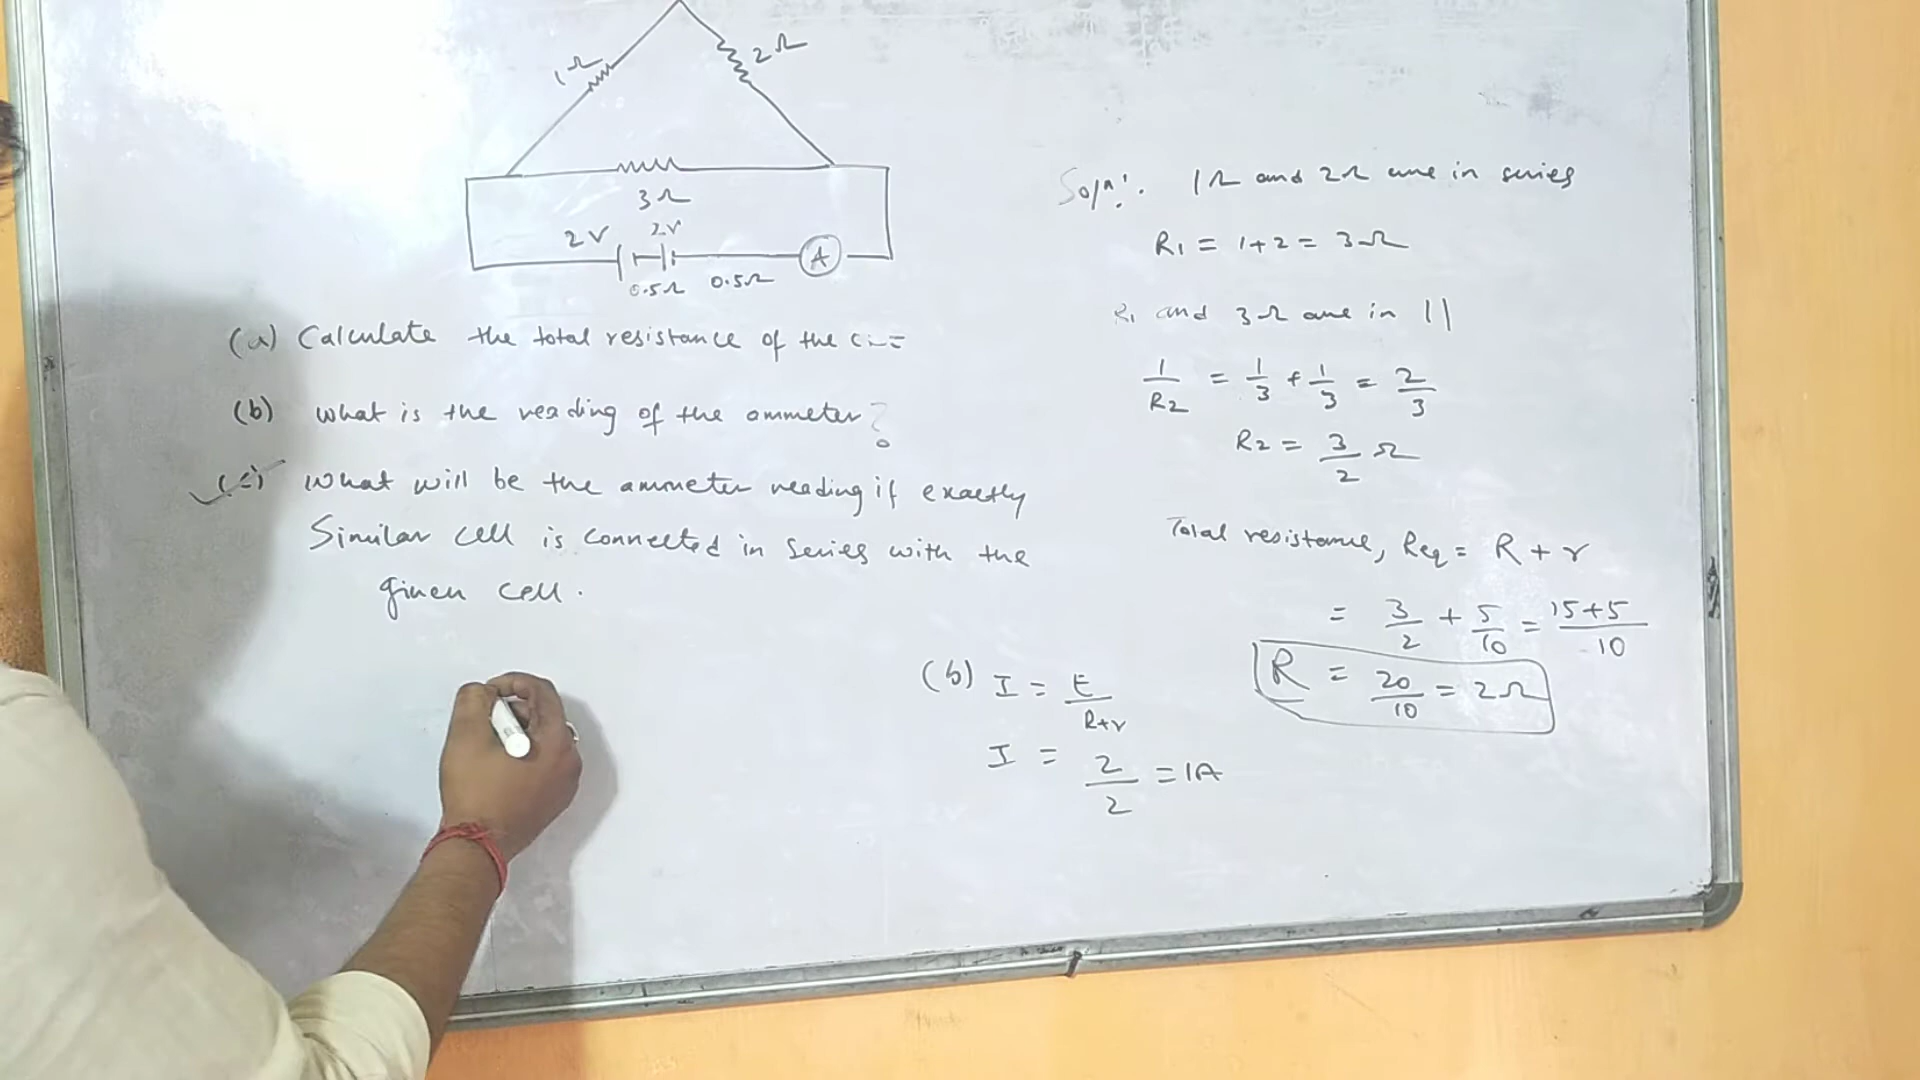 1Ω
2Ω
3Ω
2V
2V
A
0.5Ω
0.5Ω
(a) Calculate the total resistance of the
(b) what is the reading of the ammeter?
(c) what will be the ammeter reading if exactly
Similar cell is connected in series with the
given cell.
Sol^n:. 1Ω and 2Ω are in series
R1 = 1+2 = 3Ω
R1 and 3Ω are in ||
1/R2 = 1/3 + 1/3 = 2/3
R2 = 3/2 Ω
Total resistance, Req = R + r
= 3/2 + 5/10 = 15+5/10
R = 20/10 = 2Ω
(b) I = E/R+r
I = 2/2 = 1A